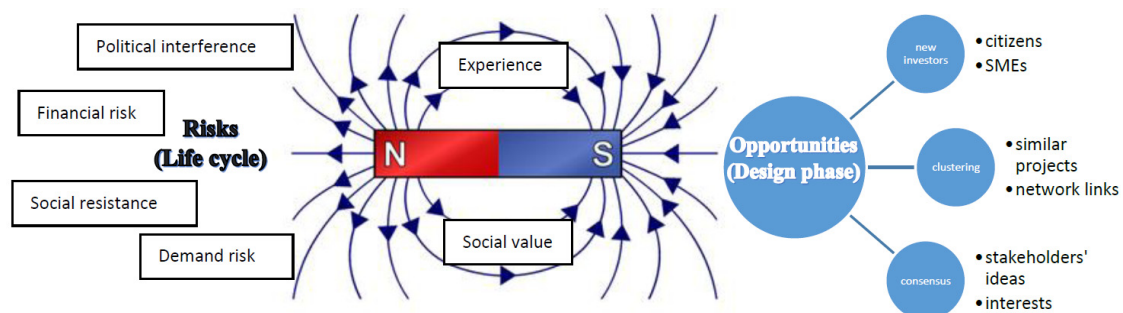 Political interference
Financial risk
Risks
(Life cycle)
Social resistance
Demand risk
Experience
N
S
Social value
Opportunities
(Design phase)
new
investors
•citizens
•SMEs
clustering
•similar
projects
•network links
consensus
•stakeholders'
ideas
•interests